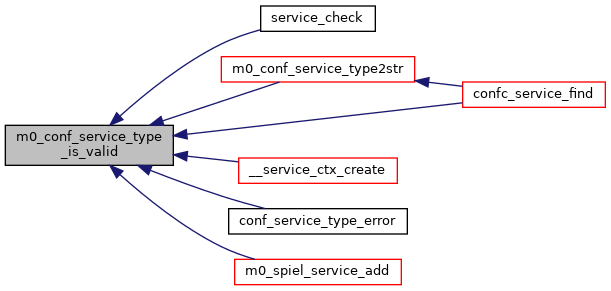 service_check
m0_conf_service_type2str
confc_service_find
m0_conf_service_type
_is_valid
__service_ctx_create
conf_service_type_error
m0_spiel_service_add